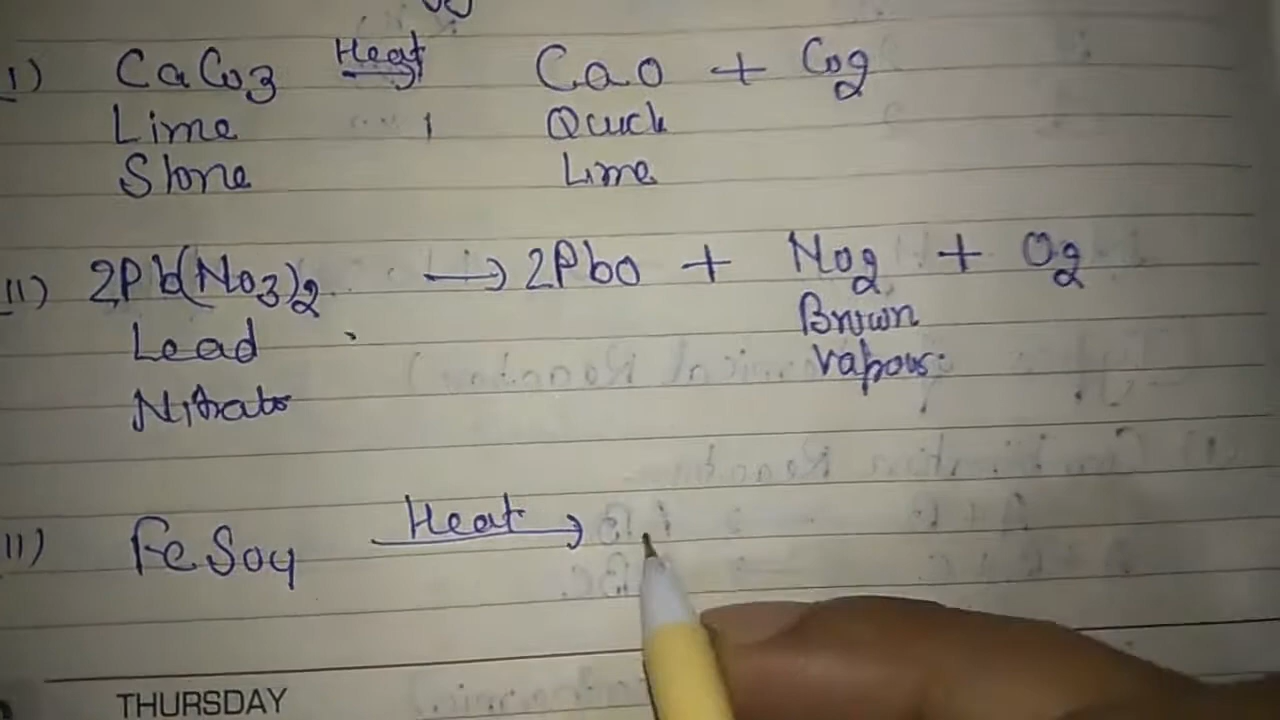 I) CaCo3 Heat CaO + Co2
Lime Quick
Stone Lime
II) 2Pb(No3)2 → 2PbO + No2 + O2
Lead Brown
Nitrate Vapour
II) FeSo4 Heat →
THURSDAY